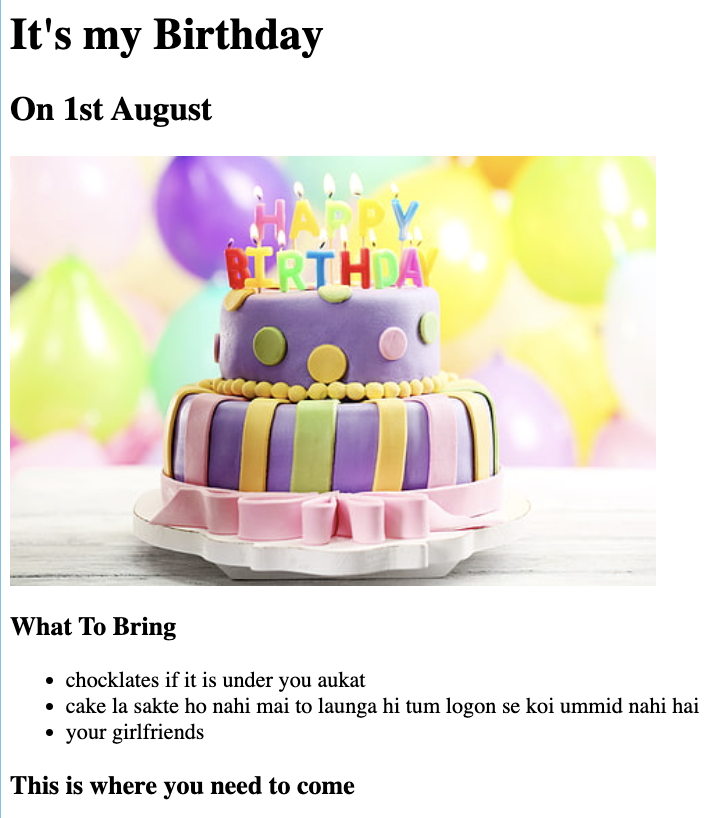 It's my Birthday
On 1st August
HAPPY
BIRTHDAY
What To Bring
chocklates if it is under you aukat
cake la sakte ho nahi mai to launga hi tum logon se koi ummid nahi hai
your girlfriends
This is where you need to come